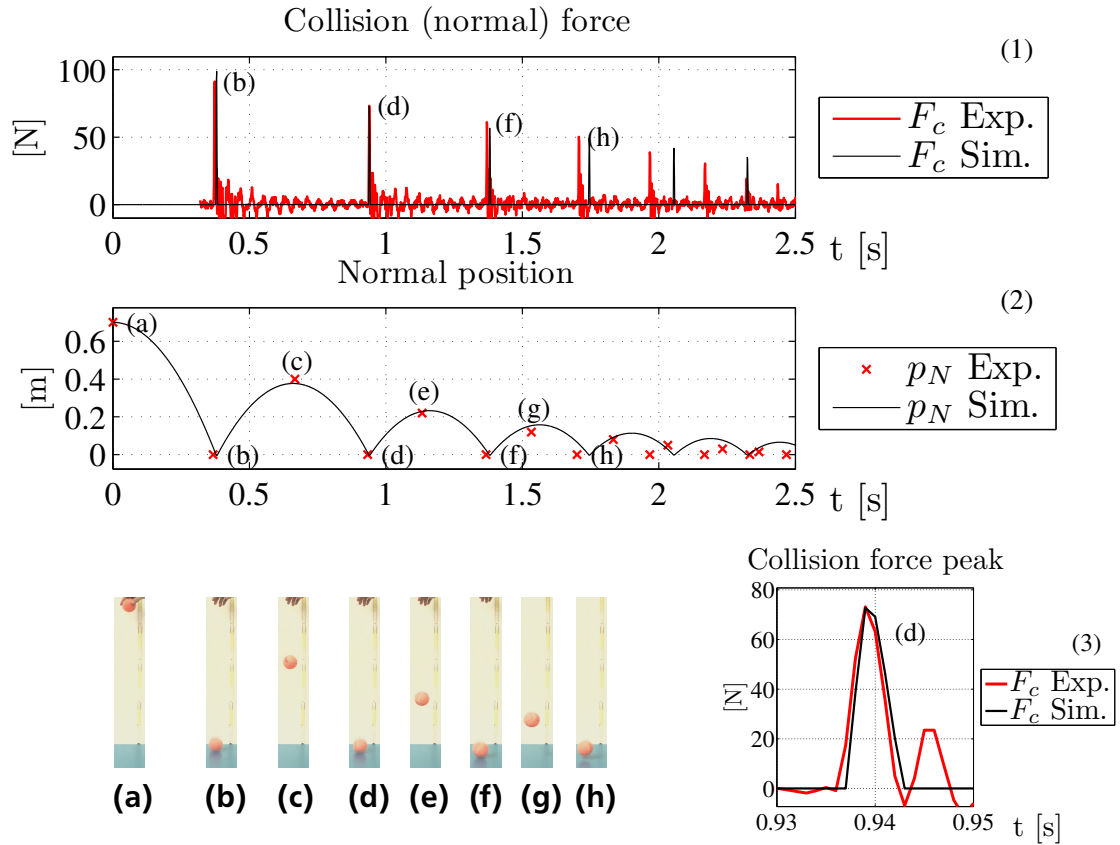 Collision (normal) force
(1)
100
50
0
[N]
(b)
(d)
(f)
(h)
F_c Exp.
F_c Sim.
0 0.5 1 1.5 2 2.5 t [s]
Normal position
(2)
0.6
0.4
0.2
0
[m]
(a)
(c)
(e)
(g)
(b)
(d)
(f)
(h)
p_N Exp.
p_N Sim.
0 0.5 1 1.5 2 2.5 t [s]
(a) (b) (c) (d) (e) (f) (g) (h)
Collision force peak
80
60
40
20
0
[N]
(d)
(3)
F_c Exp.
F_c Sim.
0.93 0.94 0.95 t [s]